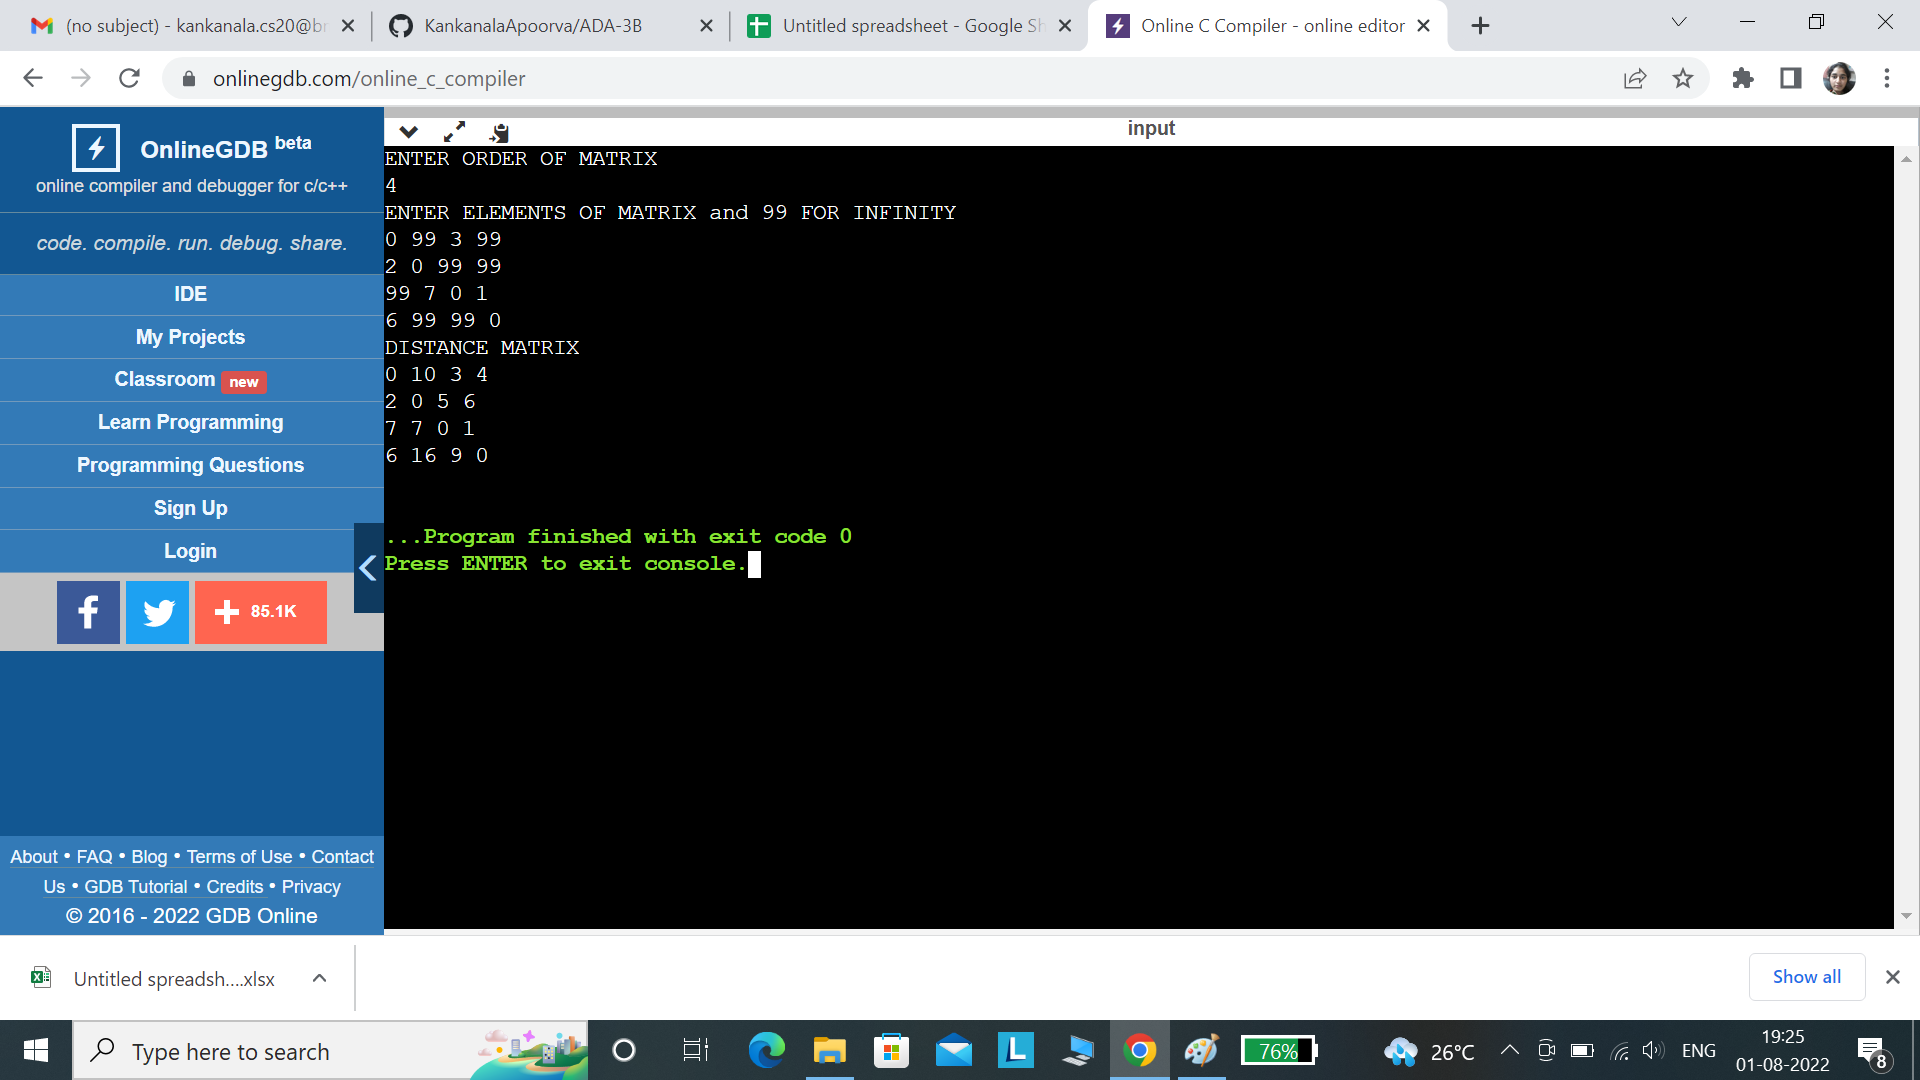 (no subject) - kankanala.cs20@br
KankanalaApoorva/ADA-3B
Untitled spreadsheet - Google Sh
Online C Compiler - online editor
onlinegdb.com/online_c_compiler
OnlineGDB beta
online compiler and debugger for c/c++
code. compile. run. debug. share.
IDE
My Projects
Classroom new
Learn Programming
Programming Questions
Sign Up
Login
85.1K
About • FAQ • Blog • Terms of Use • Contact
Us • GDB Tutorial • Credits • Privacy
© 2016 - 2022 GDB Online
input
ENTER ORDER OF MATRIX
4
ENTER ELEMENTS OF MATRIX and 99 FOR INFINITY
0 99 3 99
2 0 99 99
99 7 0 1
6 99 99 0
DISTANCE MATRIX
0 10 3 4
2 0 5 6
7 7 0 1
6 16 9 0
...Program finished with exit code 0
Press ENTER to exit console.
Untitled spreadsh....xlsx
Show all
Type here to search
L
76%
26°C
ENG
19:25
01-08-2022
8